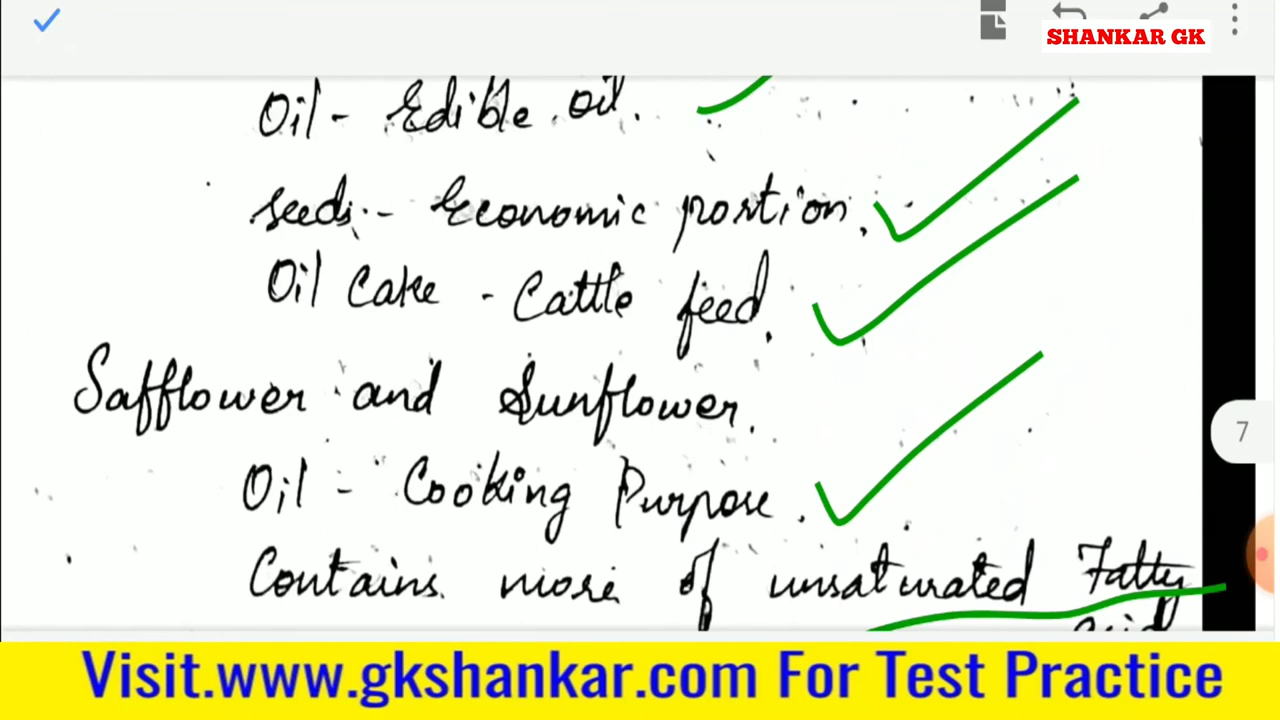 SHANKAR GK
Oil - Edible oil.
seeds - Economic portion.
Oil Cake - Cattle feed.
Safflower and Sunflower.
Oil - Cooking Purpose.
7
Contains more of unsaturated Fatty
acid
Visit.www.gkshankar.com For Test Practice